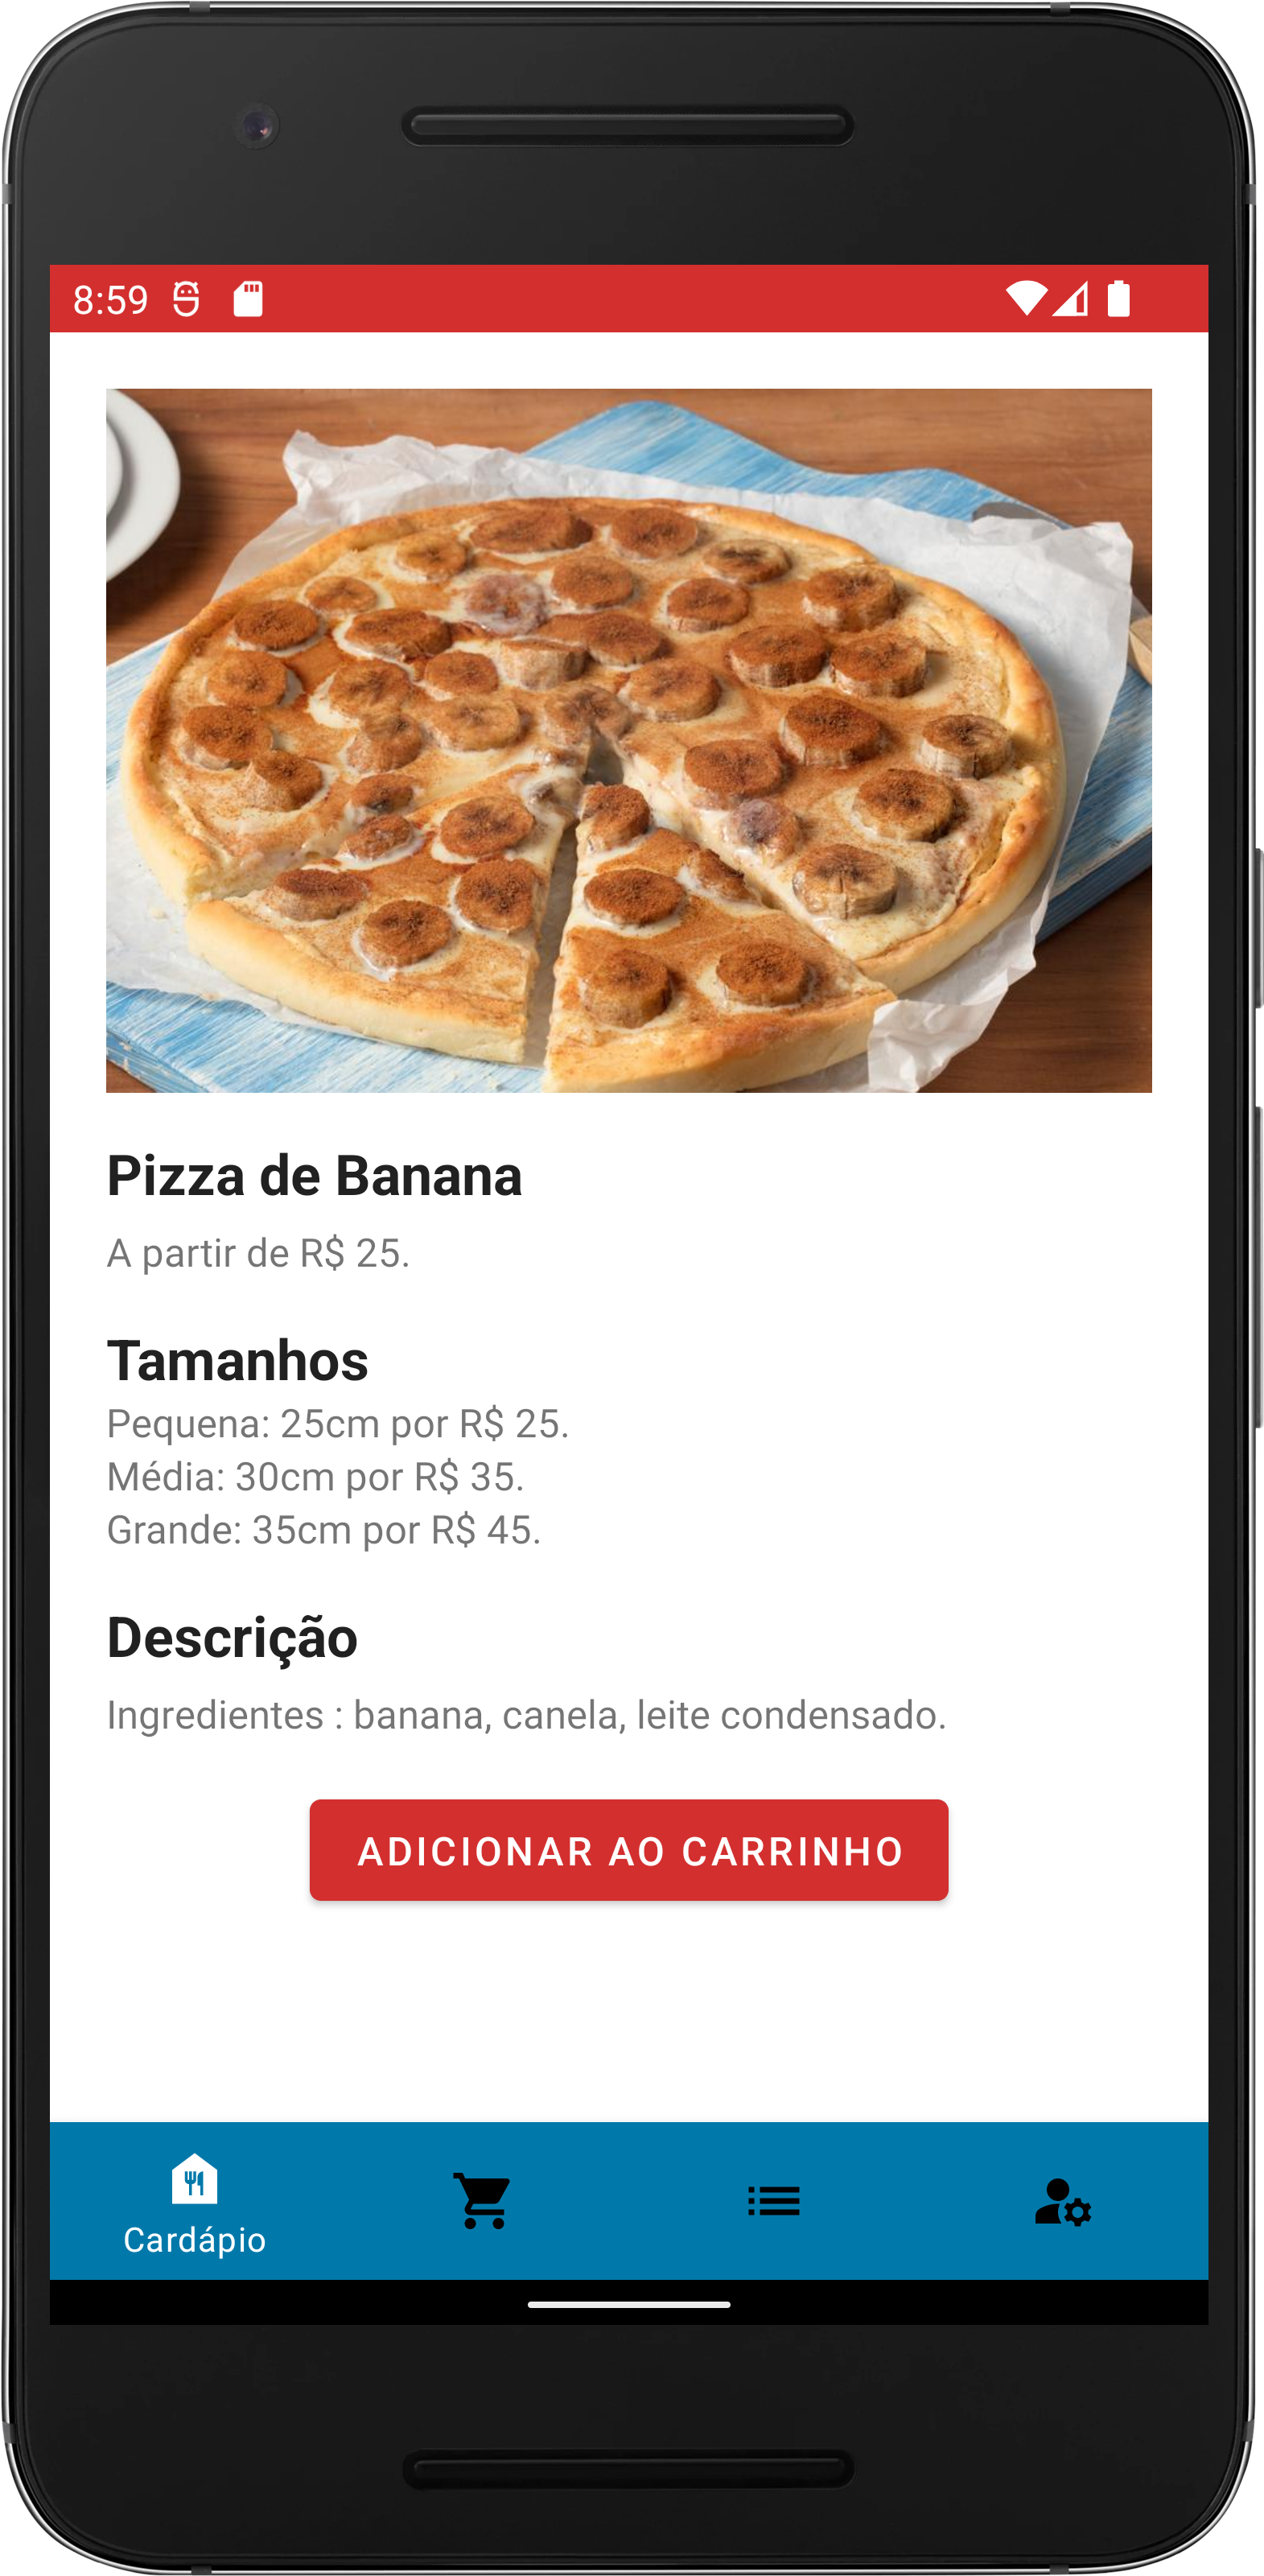 8:59
Pizza de Banana
A partir de R$ 25.
Tamanhos
Pequena: 25cm por R$ 25.
Média: 30cm por R$ 35.
Grande: 35cm por R$ 45.
Descrição
Ingredientes : banana, canela, leite condensado.
ADICIONAR AO CARRINHO
Cardápio